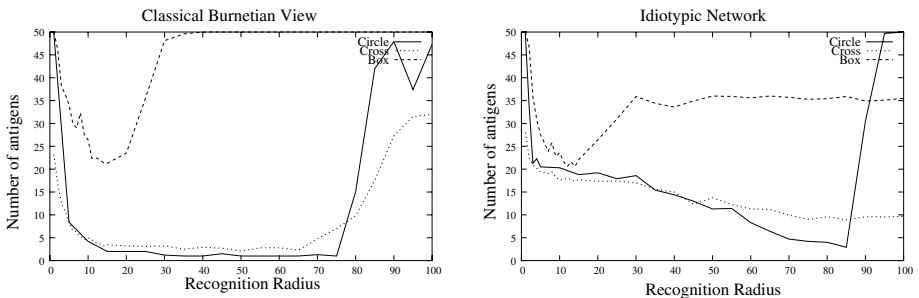 Classical Burnetian View
Number of antigens
50
45
40
35
30
25
20
15
10
5
0
Circle
Cross
Box
0 10 20 30 40 50 60 70 80 90 100
Recognition Radius
Idiotypic Network
Number of antigens
50
45
40
35
30
25
20
15
10
5
0
Circle
Cross
Box
0 10 20 30 40 50 60 70 80 90 100
Recognition Radius